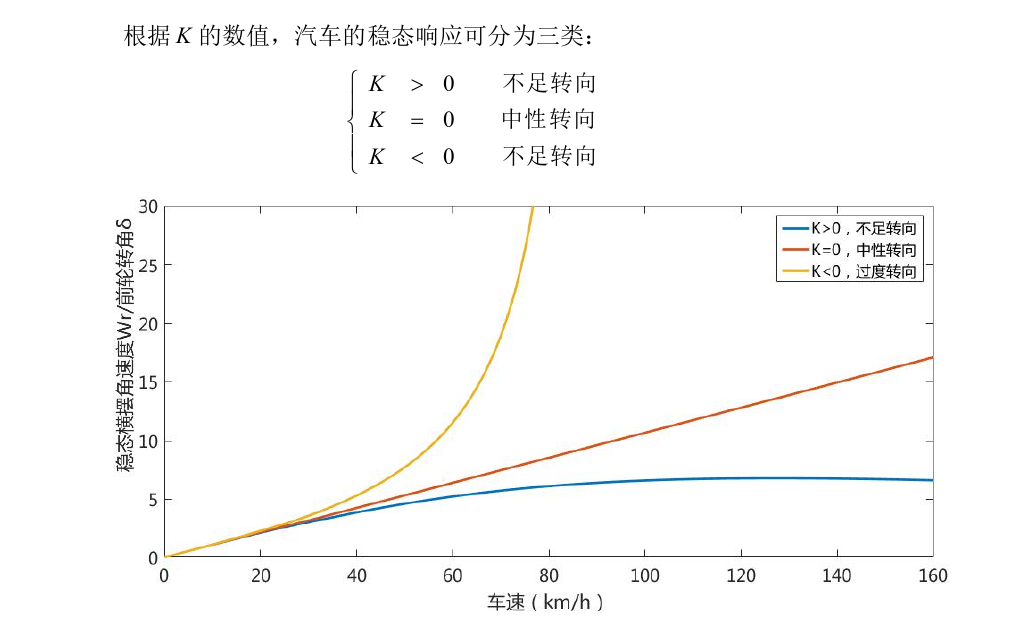 根据 K 的数值，汽车的稳态响应可分为三类：
K > 0 不足转向
K = 0 中性转向
K < 0 不足转向
稳态横摆角速度Wr/前轮转角δ
30
25
20
15
10
5
0
K>0，不足转向
K=0，中性转向
K<0，过度转向
0 20 40 60 80 100 120 140 160
车速（km/h）